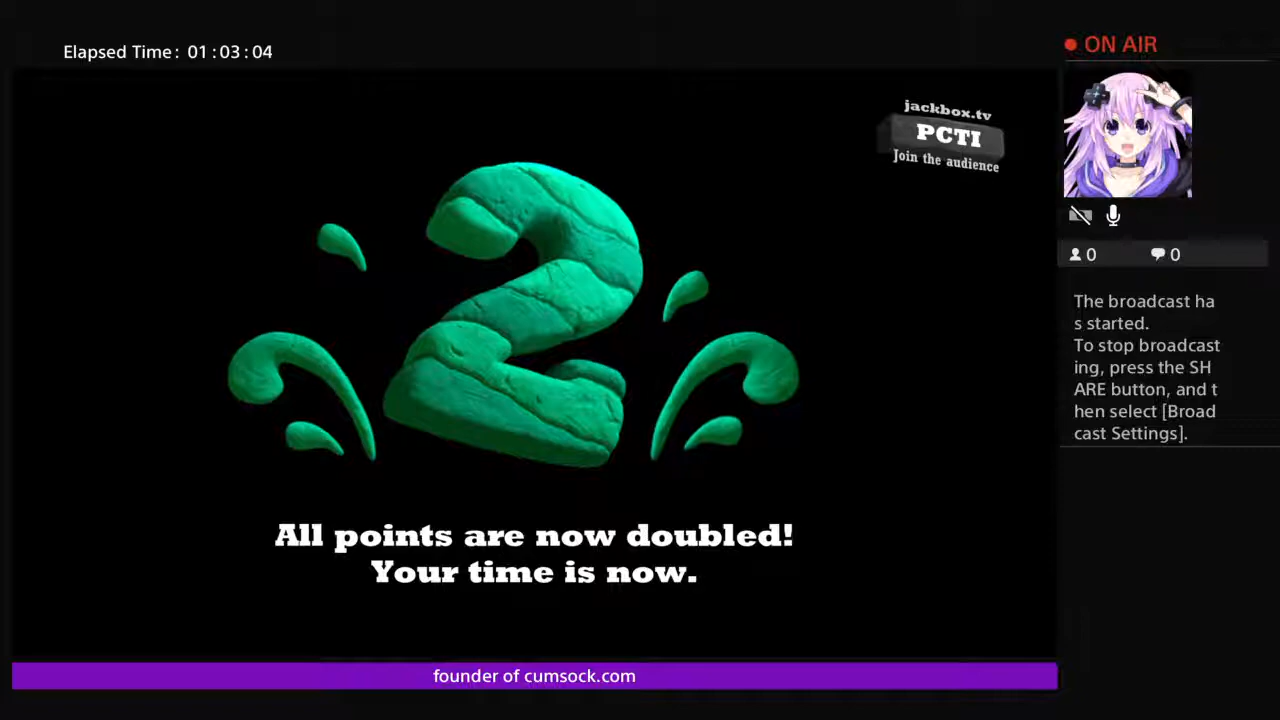 Elapsed Time: 01:03:04
ON AIR
jackbox.tv
PCTI
Join the audience
0
0
The broadcast ha
s started.
To stop broadcast
ing, press the SH
ARE button, and t
hen select [Broad
cast Settings].
2
All points are now doubled!
Your time is now.
founder of cumsock.com